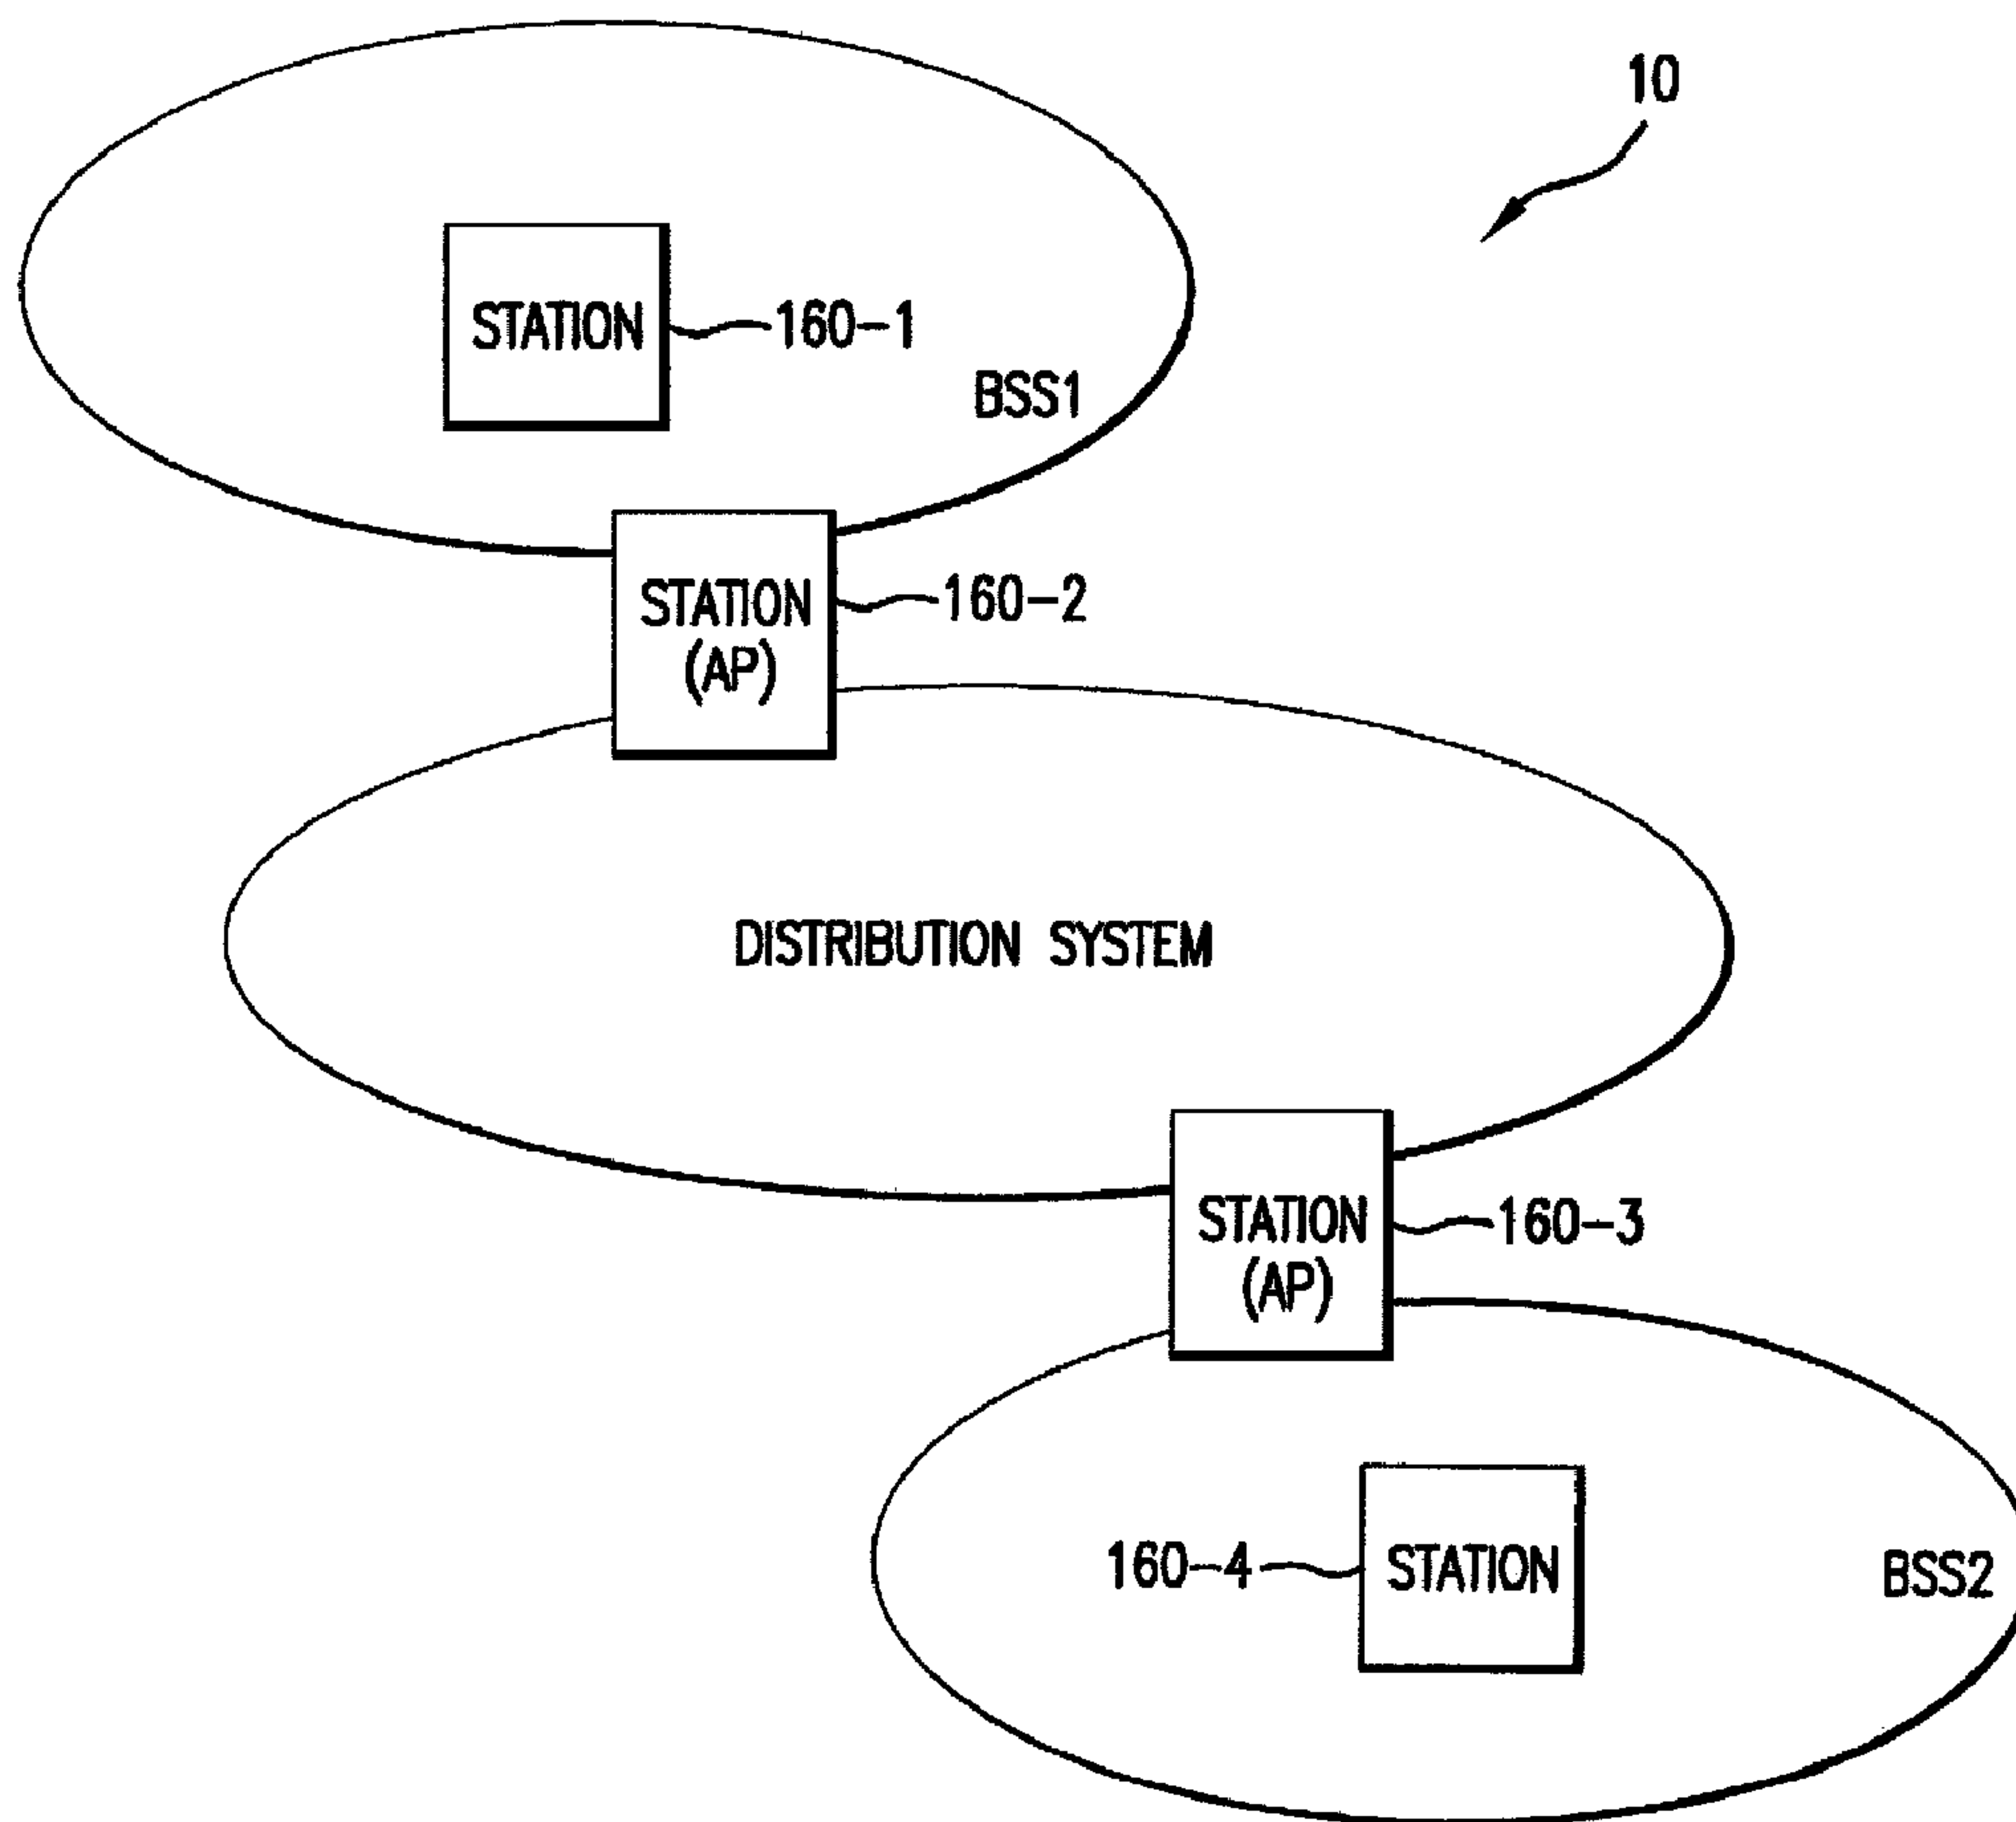 10
STATION
160-1
BSS1
STATION
(AP)
160-2
DISTRIBUTION SYSTEM
STATION
(AP)
160-3
160-4
STATION
BSS2